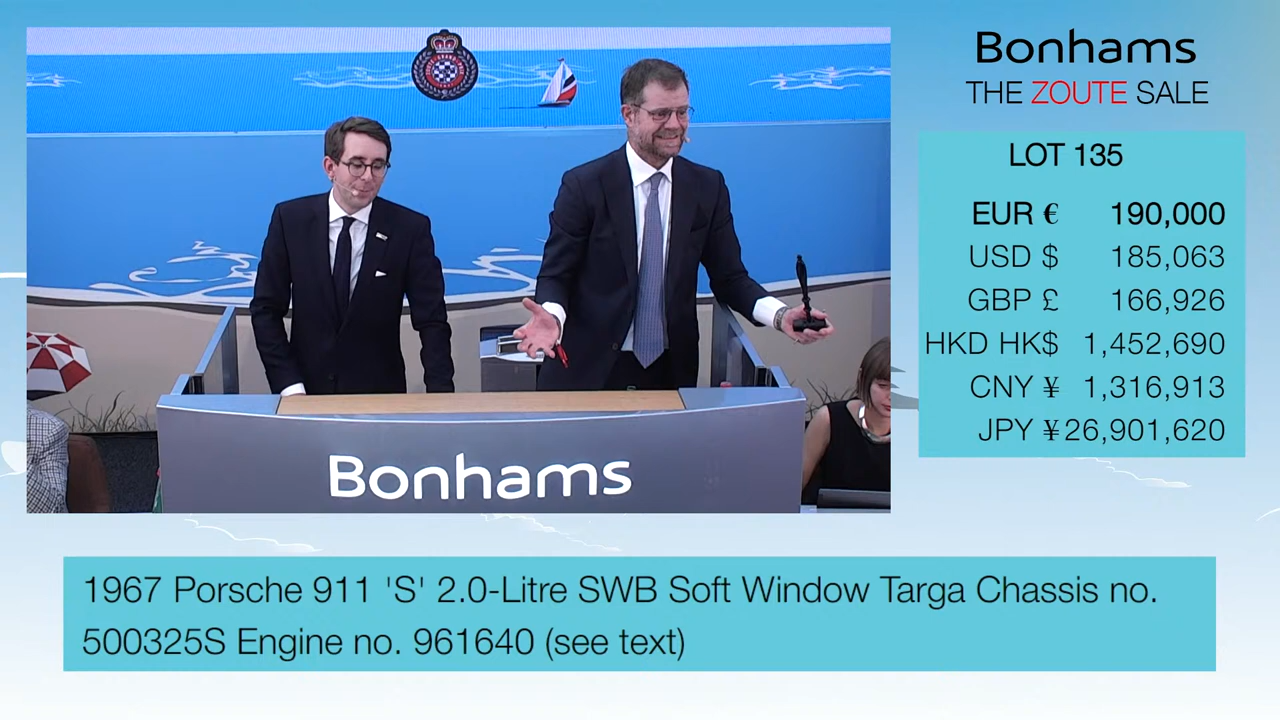 Bonhams
THE ZOUTE SALE
LOT 135
EUR € 190,000
USD $ 185,063
GBP £ 166,926
HKD HK$ 1,452,690
CNY ¥ 1,316,913
JPY ¥ 26,901,620
Bonhams
1967 Porsche 911 'S' 2.0-Litre SWB Soft Window Targa Chassis no.
500325S Engine no. 961640 (see text)